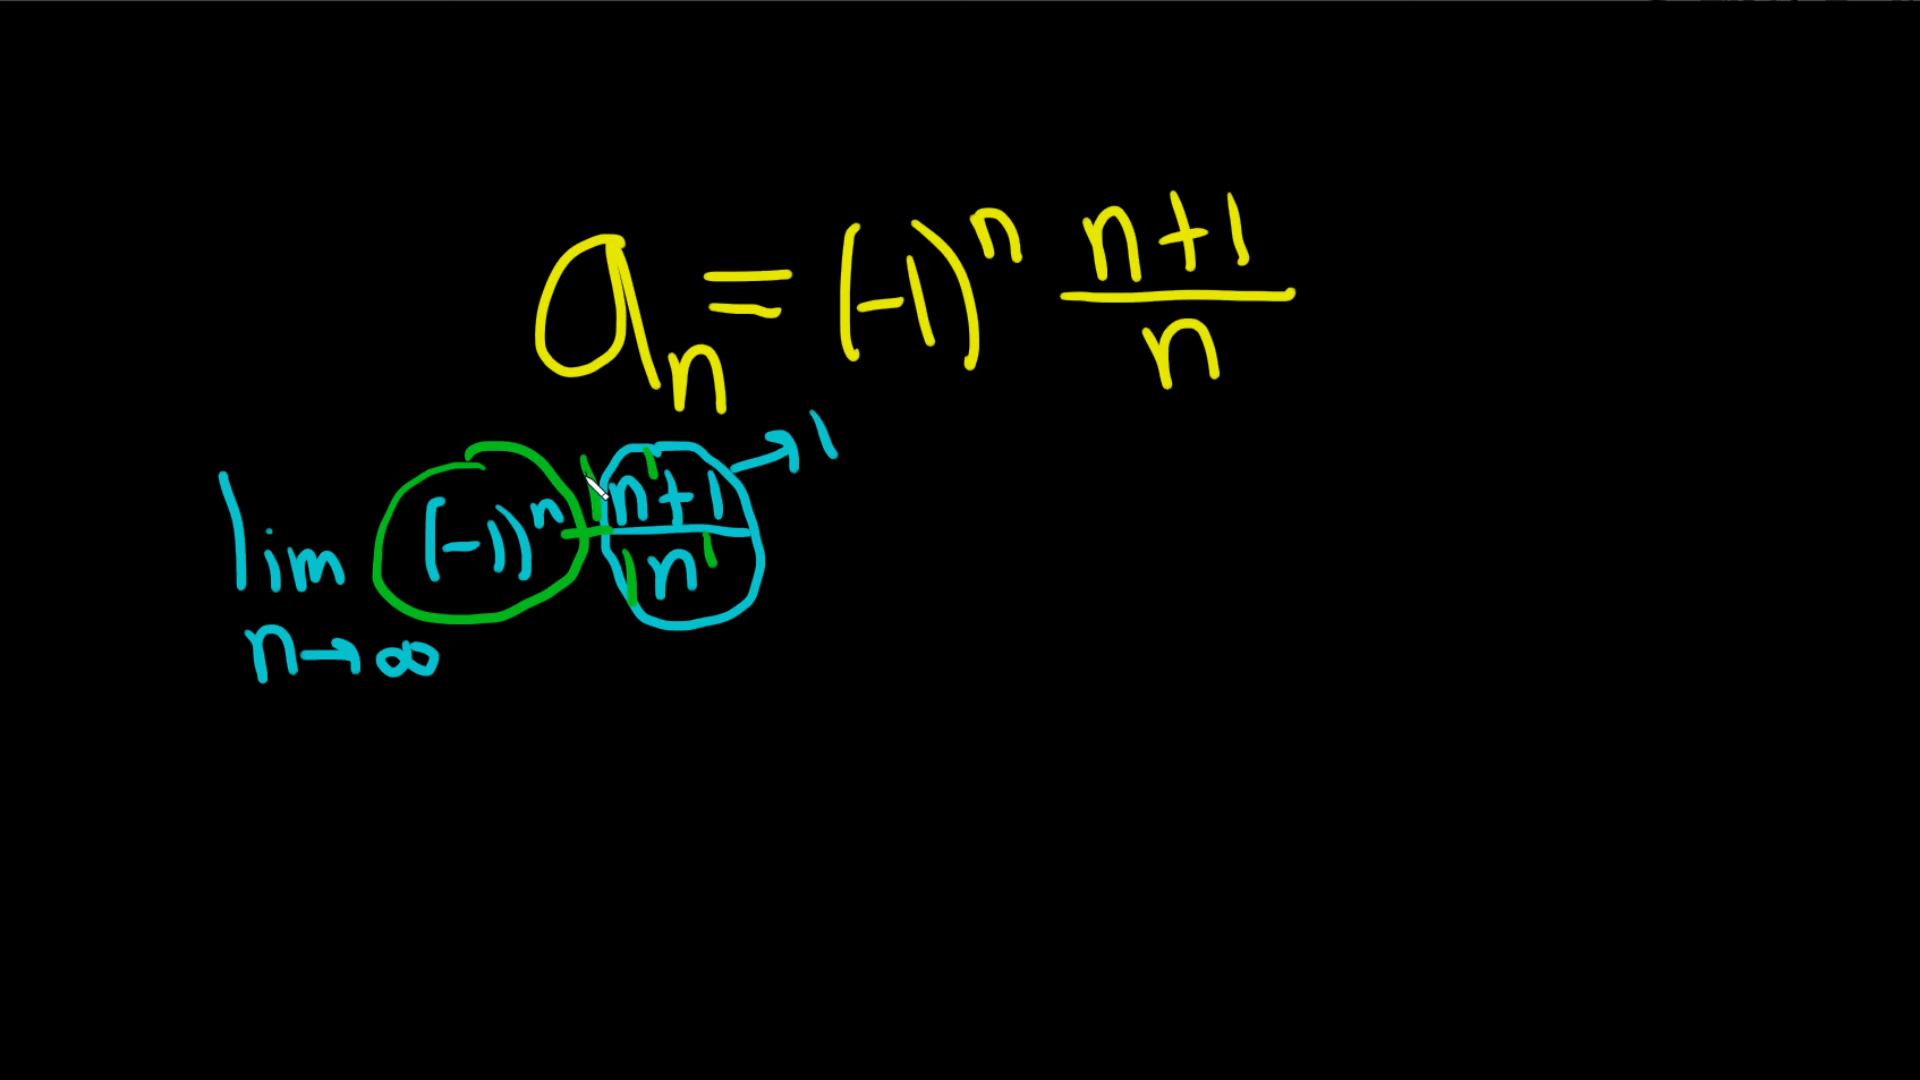 aₙ = (-1)ⁿ (n+1)/n
lim n→∞ (-1)ⁿ (n+1)/n → 1